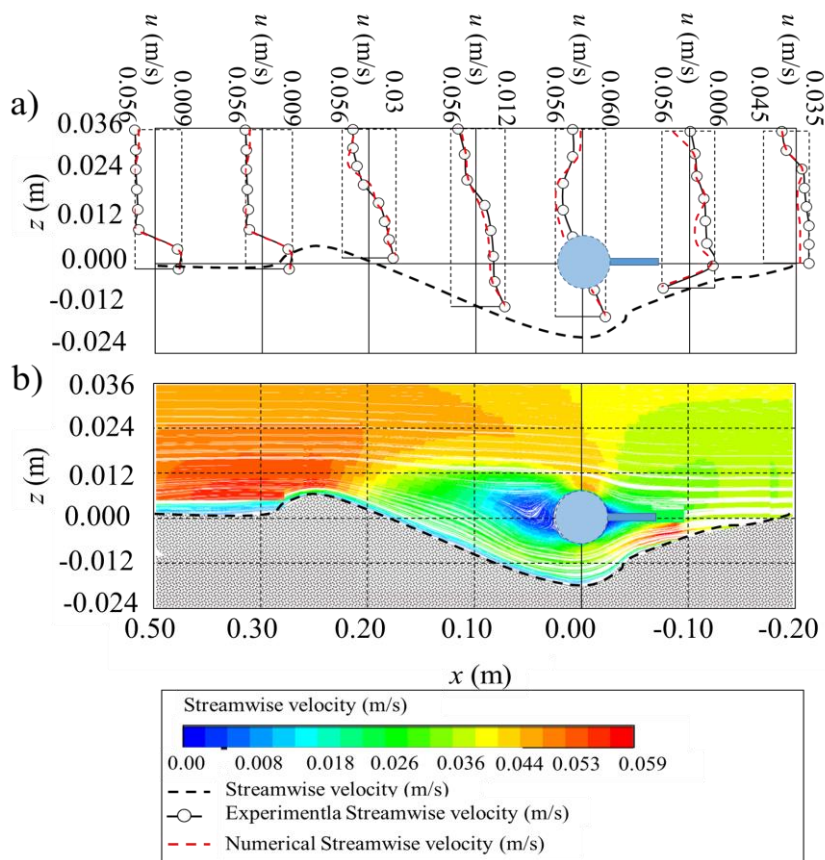 u (m/s) u (m/s) u (m/s) u (m/s) u (m/s) u (m/s) u (m/s)
0.056 0.009 0.056 0.009 0.056 0.03 0.056 0.012 0.056 0.060 0.056 0.006 0.045 0.035
a)
0.036
0.024
0.012
0.000
-0.012
-0.024
z (m)
b)
0.036
0.024
0.012
0.000
-0.012
-0.024
z (m)
0.50 0.30 0.20 0.10 0.00 -0.10 -0.20
x (m)
Streamwise velocity (m/s)
0.00 0.008 0.018 0.026 0.036 0.044 0.053 0.059
Streamwise velocity (m/s)
Experimentla Streamwise velocity (m/s)
Numerical Streamwise velocity (m/s)